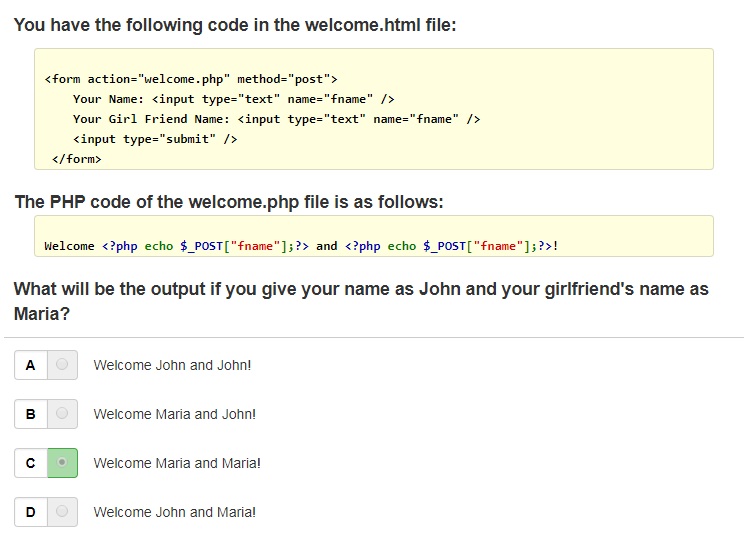 You have the following code in the welcome.html file:
<form action="welcome.php" method="post">
Your Name: <input type="text" name="fname" />
Your Girl Friend Name: <input type="text" name="fname" />
<input type="submit" />
</form>
The PHP code of the welcome.php file is as follows:
Welcome <?php echo $_POST["fname"];?> and <?php echo $_POST["fname"];?>!
What will be the output if you give your name as John and your girlfriend's name as
Maria?
A Welcome John and John!
B Welcome Maria and John!
C Welcome Maria and Maria!
D Welcome John and Maria!